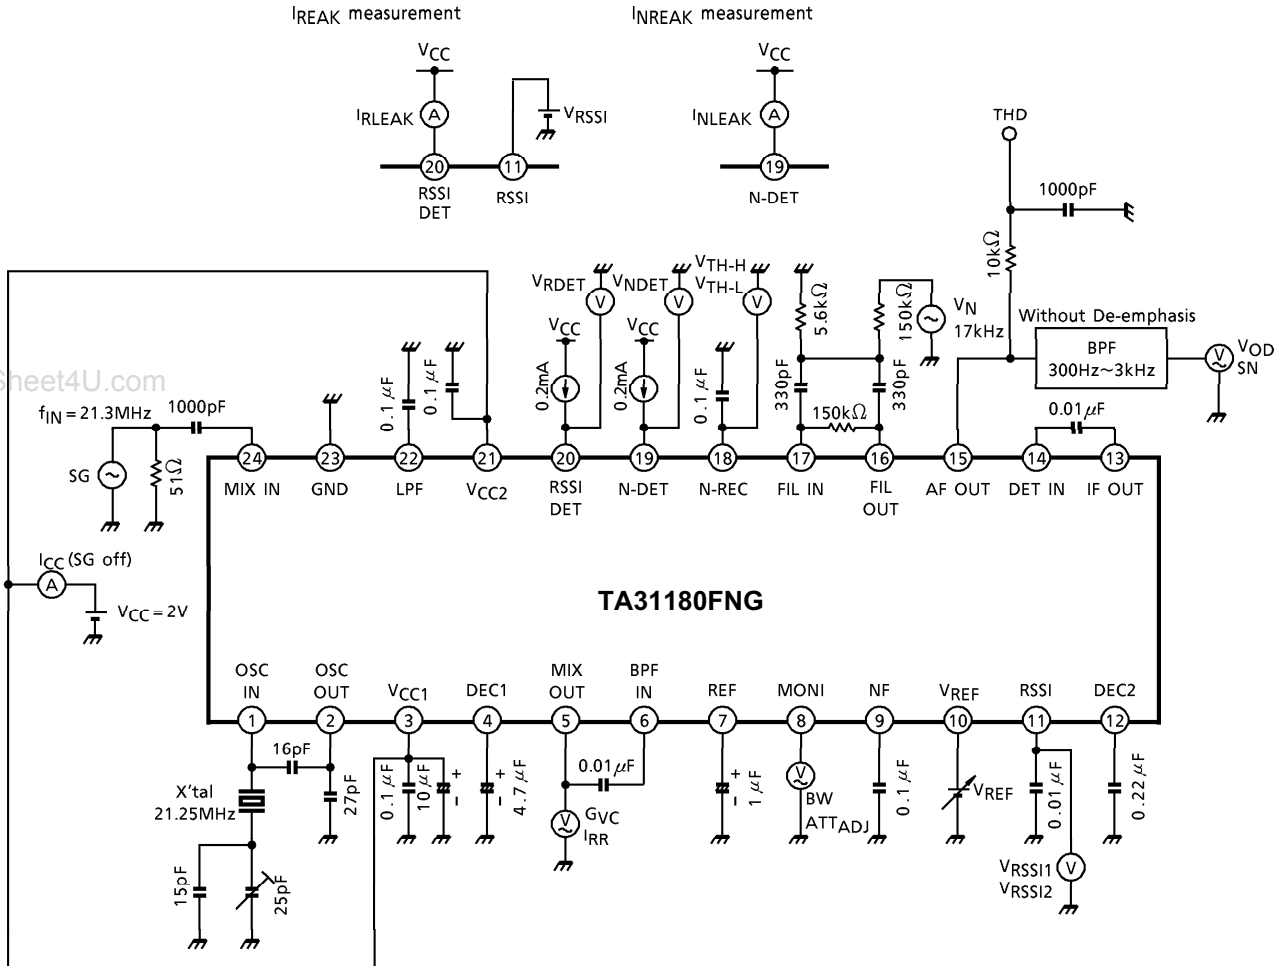 IREAK measurement
INREAK measurement
VCC
VCC
IRLEAK
A
VRSSI
INLEAK
A
THD
20
11
19
RSSI
DET
RSSI
N-DET
1000pF
10kΩ
VRDET
V
VNDET
V
VTH-H
VTH-L
V
5.6kΩ
150kΩ
VN
17kHz
Without De-emphasis
BPF
300Hz~3kHz
V
VOD
SN
VCC
VCC
0.2mA
0.2mA
Sheet4U.com
0.1 μF
0.1 μF
0.1 μF
330pF
330pF
fIN = 21.3MHz
1000pF
150kΩ
0.01μF
SG
51Ω
24
23
22
21
20
19
18
17
16
15
14
13
MIX IN
GND
LPF
VCC2
RSSI
DET
N-DET
N-REC
FIL IN
FIL
OUT
AF OUT
DET IN
IF OUT
ICC (SG off)
A
VCC = 2V
TA31180FNG
OSC
IN
OSC
OUT
VCC1
DEC1
MIX
OUT
BPF
IN
REF
MONI
NF
VREF
RSSI
DEC2
1
2
3
4
5
6
7
8
9
10
11
12
16pF
X'tal
21.25MHz
27pF
0.1 μF
10 μF
+
-
+
-
4.7 μF
0.01 μF
V
GVC
IRR
+
-
1 μF
V
BW
ATTADJ
0.1 μF
VREF
0.01 μF
0.22 μF
V
VRSSI1
VRSSI2
15pF
25pF